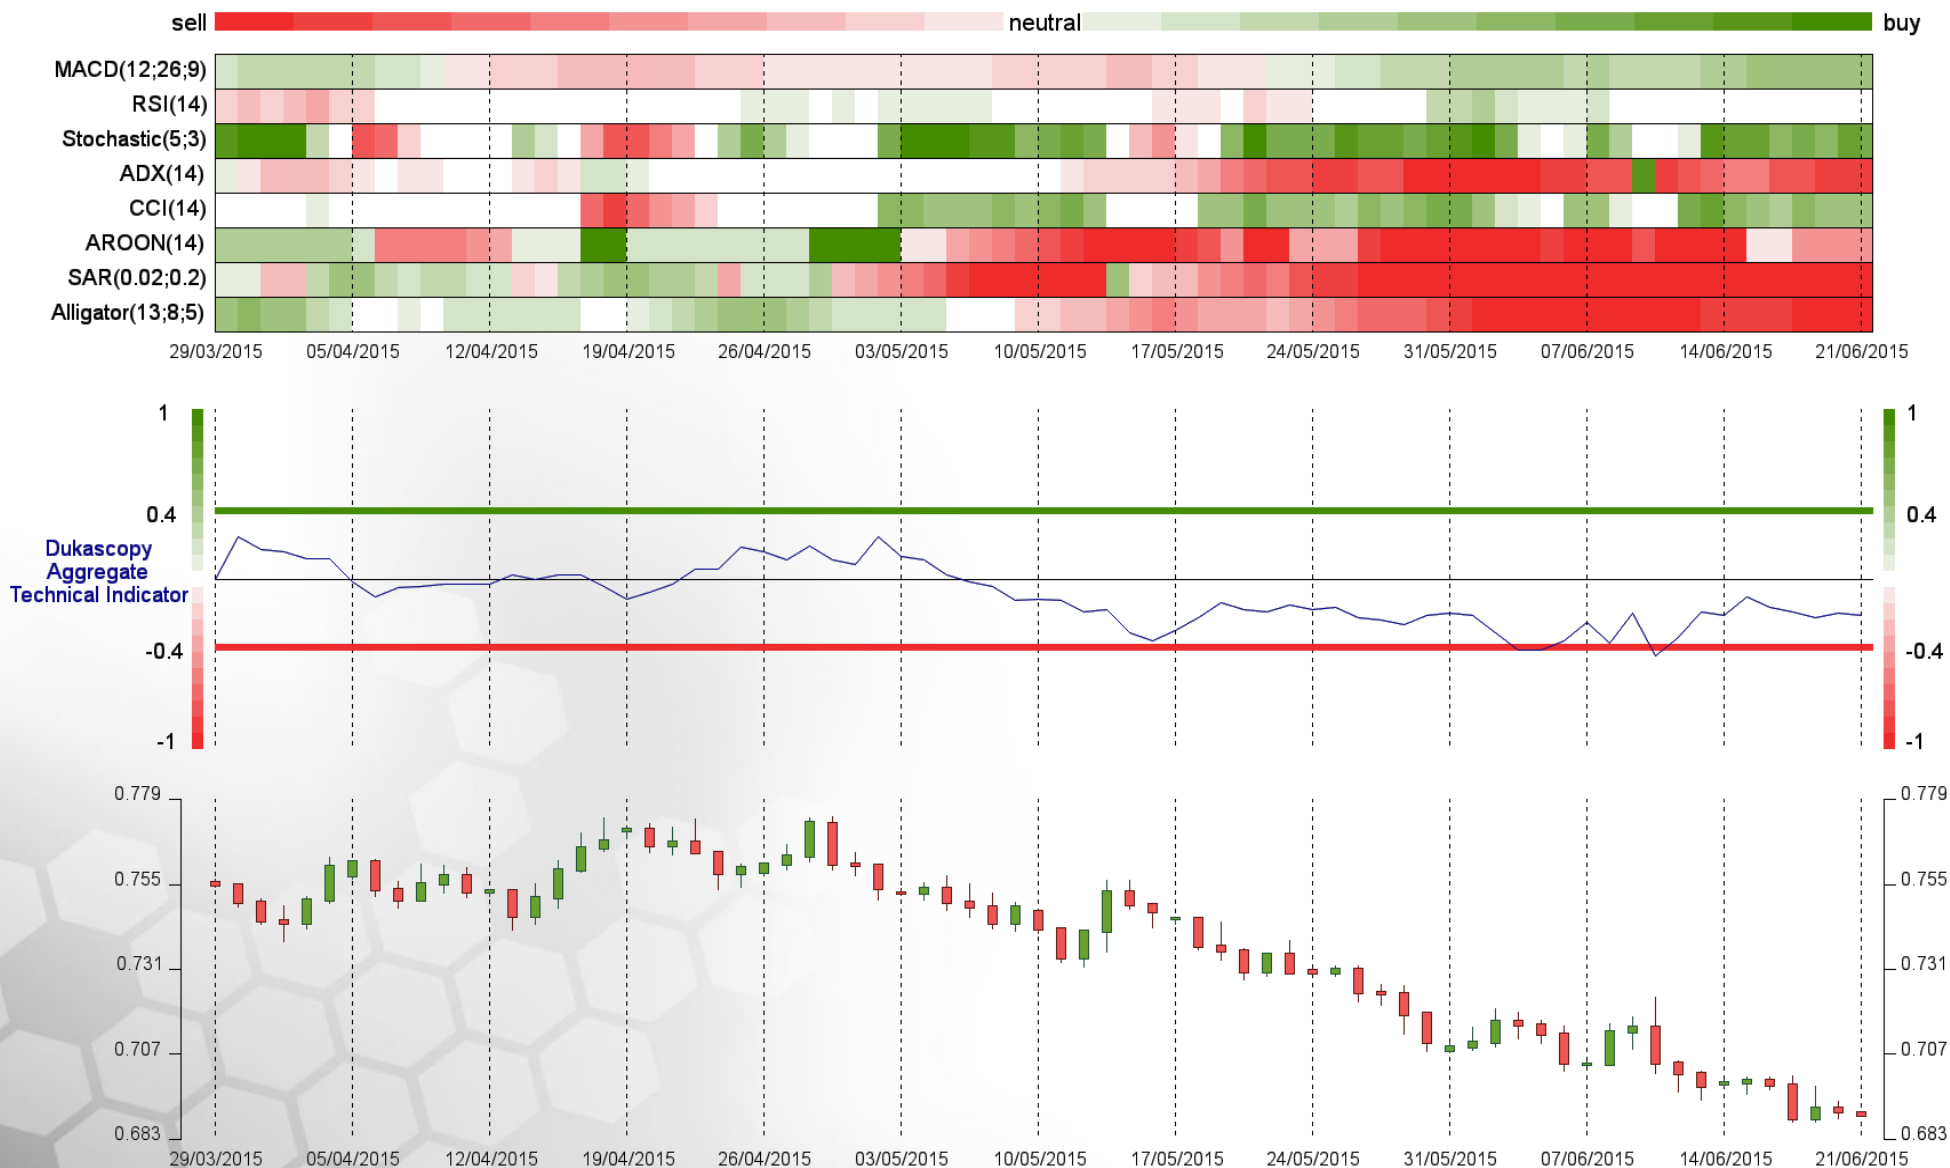 sell neutral buy
MACD(12;26;9)
RSI(14)
Stochastic(5;3)
ADX(14)
CCI(14)
AROON(14)
SAR(0.02;0.2)
Alligator(13;8;5)
29/03/2015 05/04/2015 12/04/2015 19/04/2015 26/04/2015 03/05/2015 10/05/2015 17/05/2015 24/05/2015 31/05/2015 07/06/2015 14/06/2015 21/06/2015
1 1
0.4 0.4
Dukascopy
Aggregate
Technical Indicator
-0.4 -0.4
-1 -1
0.779 0.779
0.755 0.755
0.731 0.731
0.707 0.707
0.683 0.683
29/03/2015 05/04/2015 12/04/2015 19/04/2015 26/04/2015 03/05/2015 10/05/2015 17/05/2015 24/05/2015 31/05/2015 07/06/2015 14/06/2015 21/06/2015